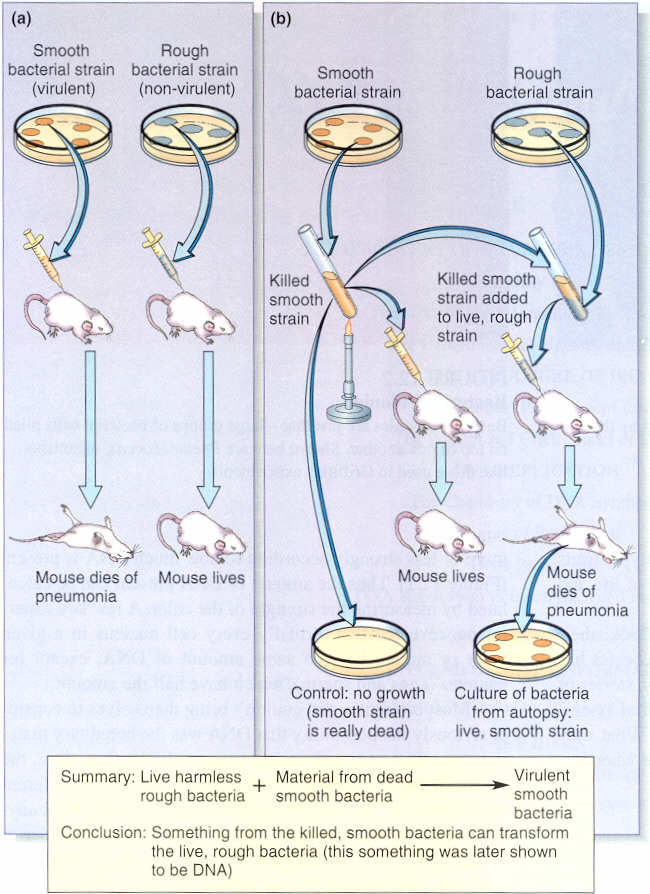 (a)
Smooth
bacterial strain
(virulent)
Rough
bacterial strain
(non-virulent)
Mouse dies of
pneumonia
Mouse lives
(b)
Smooth
bacterial strain
Rough
bacterial strain
Killed
smooth
strain
Killed smooth
strain added
to live, rough
strain
Mouse lives
Mouse
dies of
pneumonia
Control: no growth
(smooth strain
is really dead)
Culture of bacteria
from autopsy:
live, smooth strain
Summary: Live harmless
rough bacteria
+
Material from dead
smooth bacteria
Virulent
smooth
bacteria
Conclusion: Something from the killed, smooth bacteria can transform
the live, rough bacteria (this something was later shown
to be DNA)